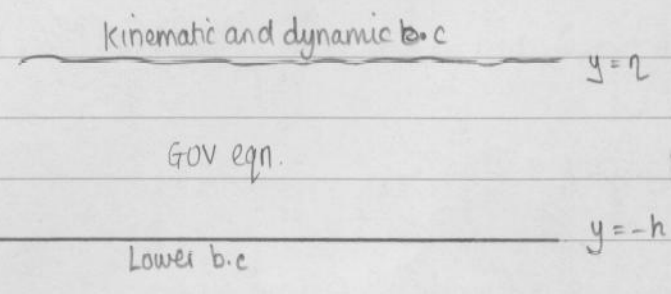 Kinematic and dynamic b.c
y = η
Gov eqn.
y = -h
Lower b.c